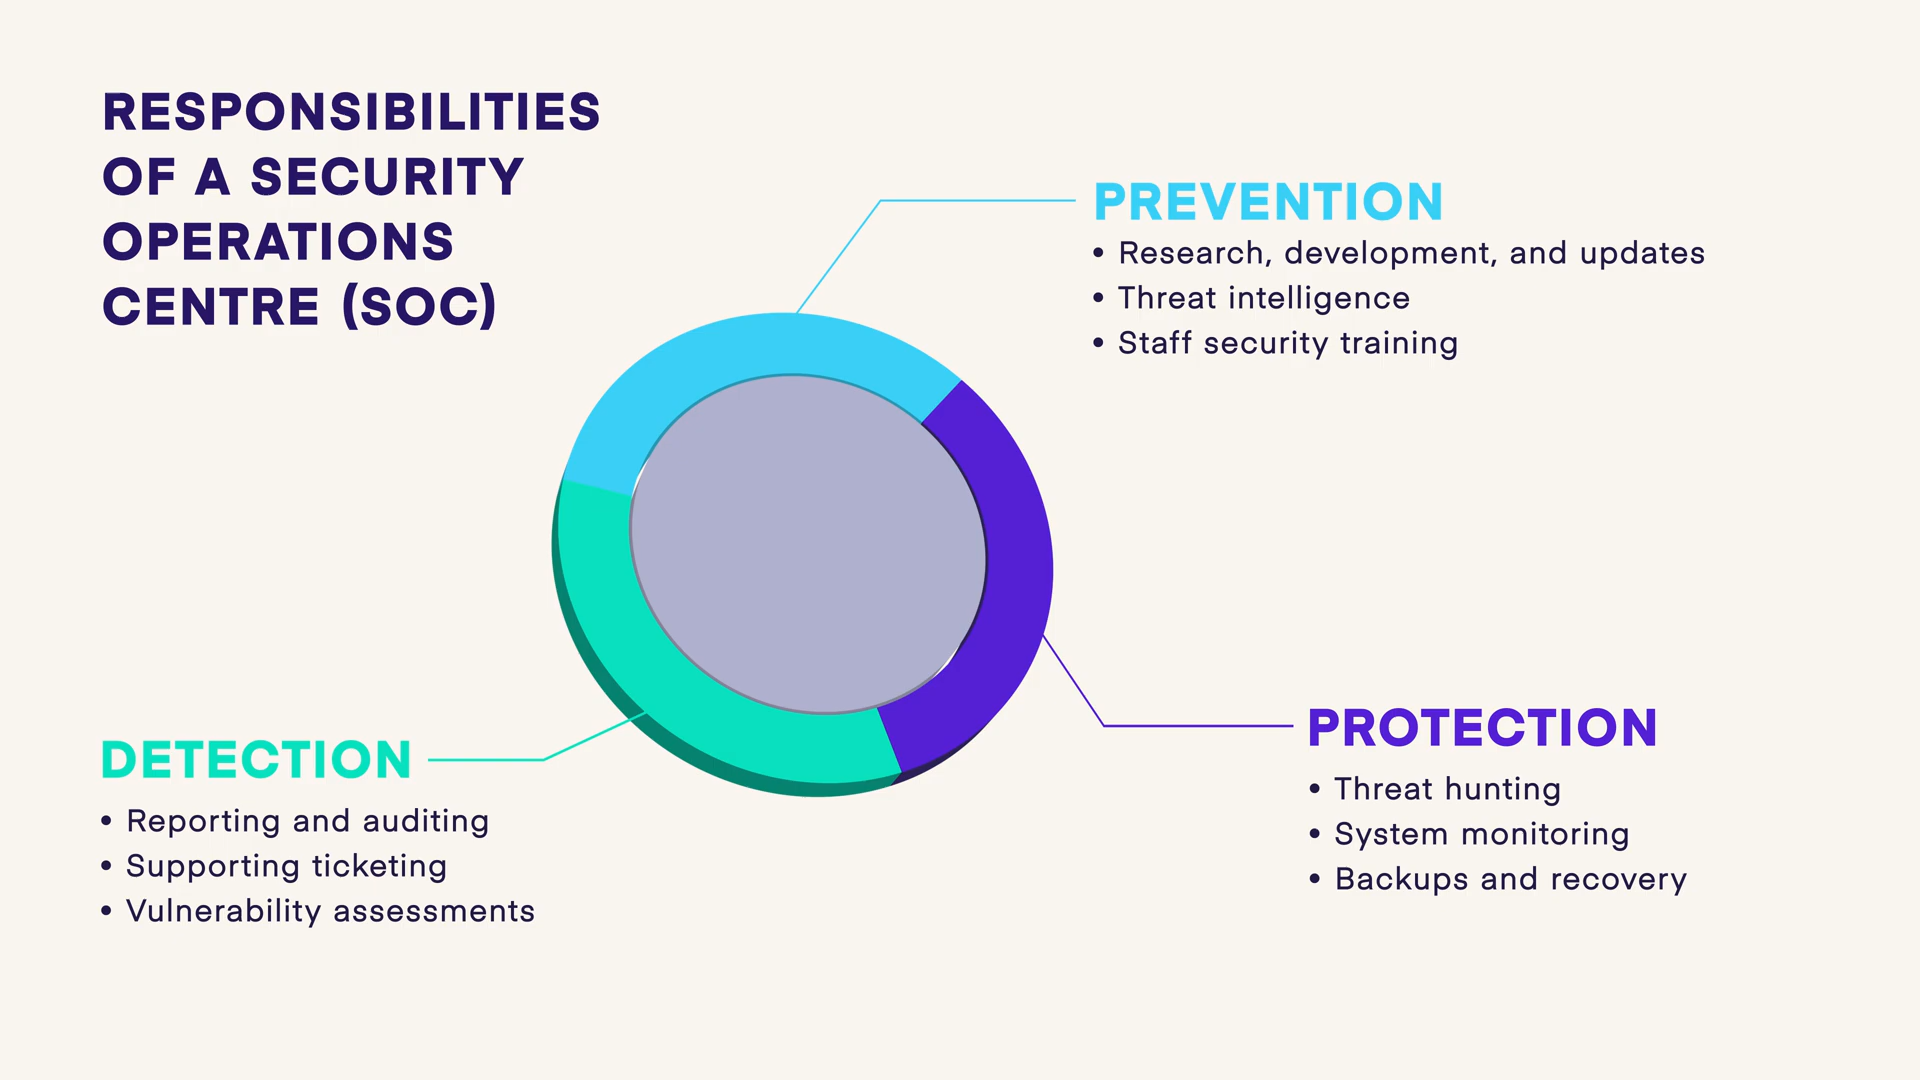 RESPONSIBILITIES
OF A SECURITY
OPERATIONS
CENTRE (SOC)
PREVENTION
• Research, development, and updates
• Threat intelligence
• Staff security training
PROTECTION
• Threat hunting
• System monitoring
• Backups and recovery
DETECTION
• Reporting and auditing
• Supporting ticketing
• Vulnerability assessments